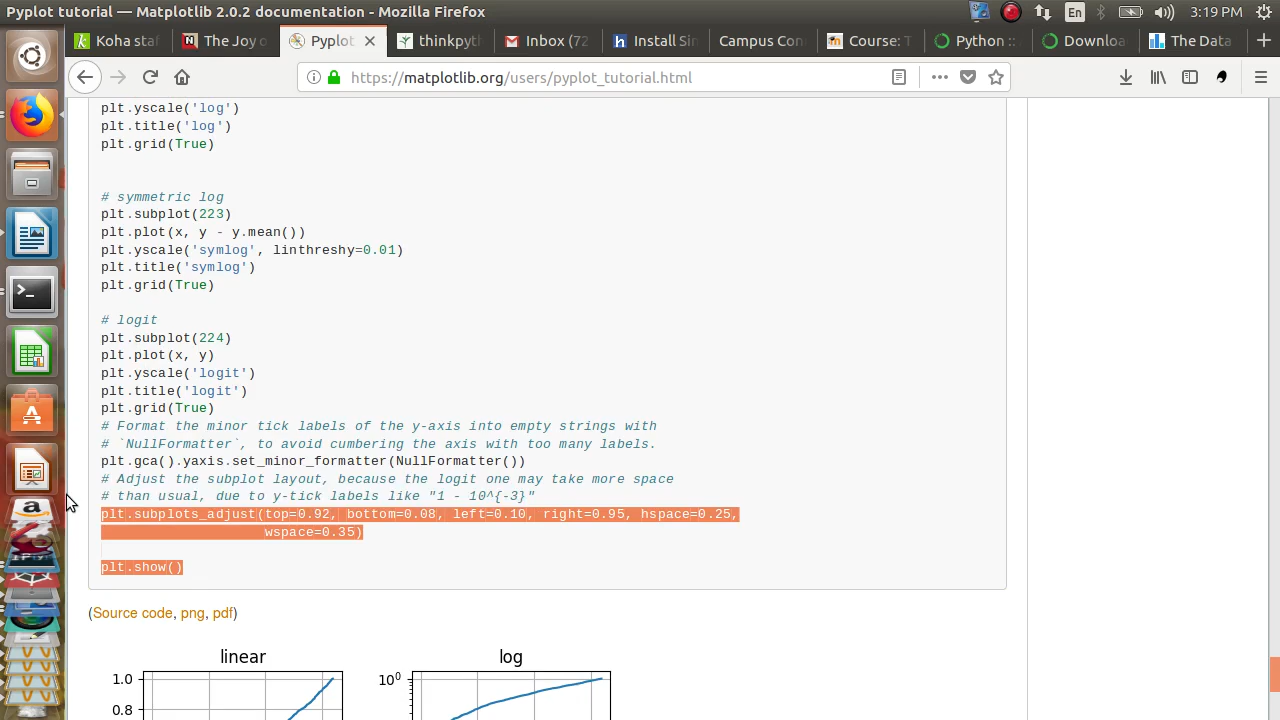 Pyplot tutorial — Matplotlib 2.0.2 documentation - Mozilla Firefox
En
3:19 PM
Koha staf
The Joy o
Pyplot
thinkpyth
Inbox (72
Install Sim
Campus Con
Course: T
Python ::
Downloa
The Data
https://matplotlib.org/users/pyplot_tutorial.html
plt.yscale('log')
plt.title('log')
plt.grid(True)
# symmetric log
plt.subplot(223)
plt.plot(x, y - y.mean())
plt.yscale('symlog', linthreshy=0.01)
plt.title('symlog')
plt.grid(True)
# logit
plt.subplot(224)
plt.plot(x, y)
plt.yscale('logit')
plt.title('logit')
plt.grid(True)
# Format the minor tick labels of the y-axis into empty strings with
# `NullFormatter`, to avoid cumbering the axis with too many labels.
plt.gca().yaxis.set_minor_formatter(NullFormatter())
# Adjust the subplot layout, because the logit one may take more space
# than usual, due to y-tick labels like "1 - 10^{-3}"
plt.subplots_adjust(top=0.92, bottom=0.08, left=0.10, right=0.95, hspace=0.25,
wspace=0.35)
plt.show()
(Source code, png, pdf)
linear
log
1.0
10⁰
0.8